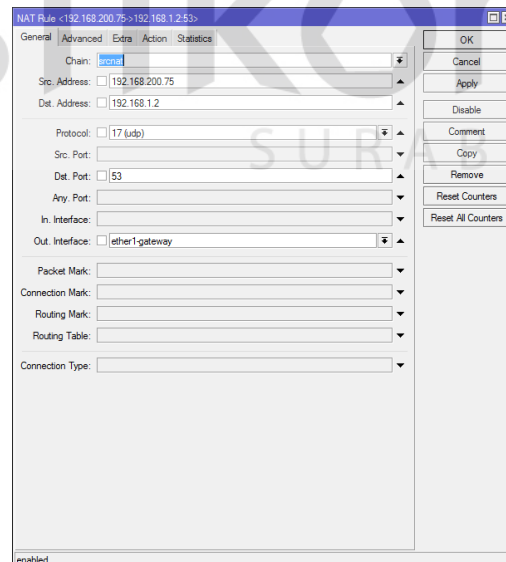 NAT Rule <192.168.200.75->192.168.1.2:53>
General Advanced Extra Action Statistics
Chain: srcnat
Src. Address: 192.168.200.75
Dst. Address: 192.168.1.2
Protocol: 17 (udp)
Src. Port:
Dst. Port: 53
Any. Port:
In. Interface:
Out. Interface: ether1-gateway
Packet Mark:
Connection Mark:
Routing Mark:
Routing Table:
Connection Type:
OK
Cancel
Apply
Disable
Comment
Copy
Remove
Reset Counters
Reset All Counters
enabled
SURAB